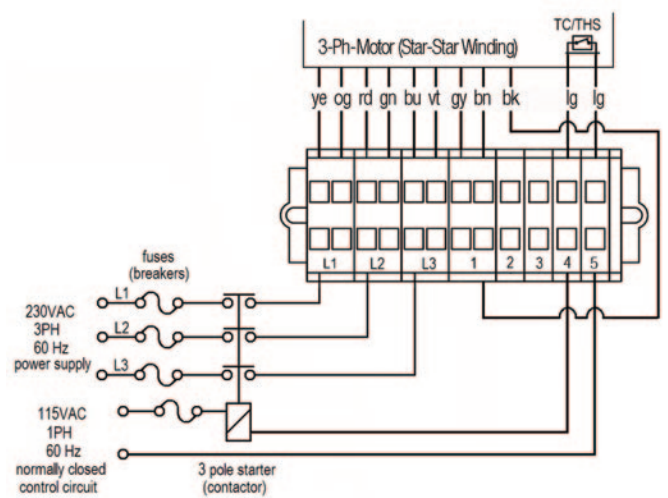 TC/THS
3-Ph-Motor (Star-Star Winding)
ye og rd gn bu vt gy bn bk lg lg
L1 L2 L3 1 2 3 4 5
fuses
(breakers)
L1
L2
L3
230VAC
3PH
60 Hz
power supply
115VAC
1PH
60 Hz
normally closed
control circuit
3 pole starter
(contactor)